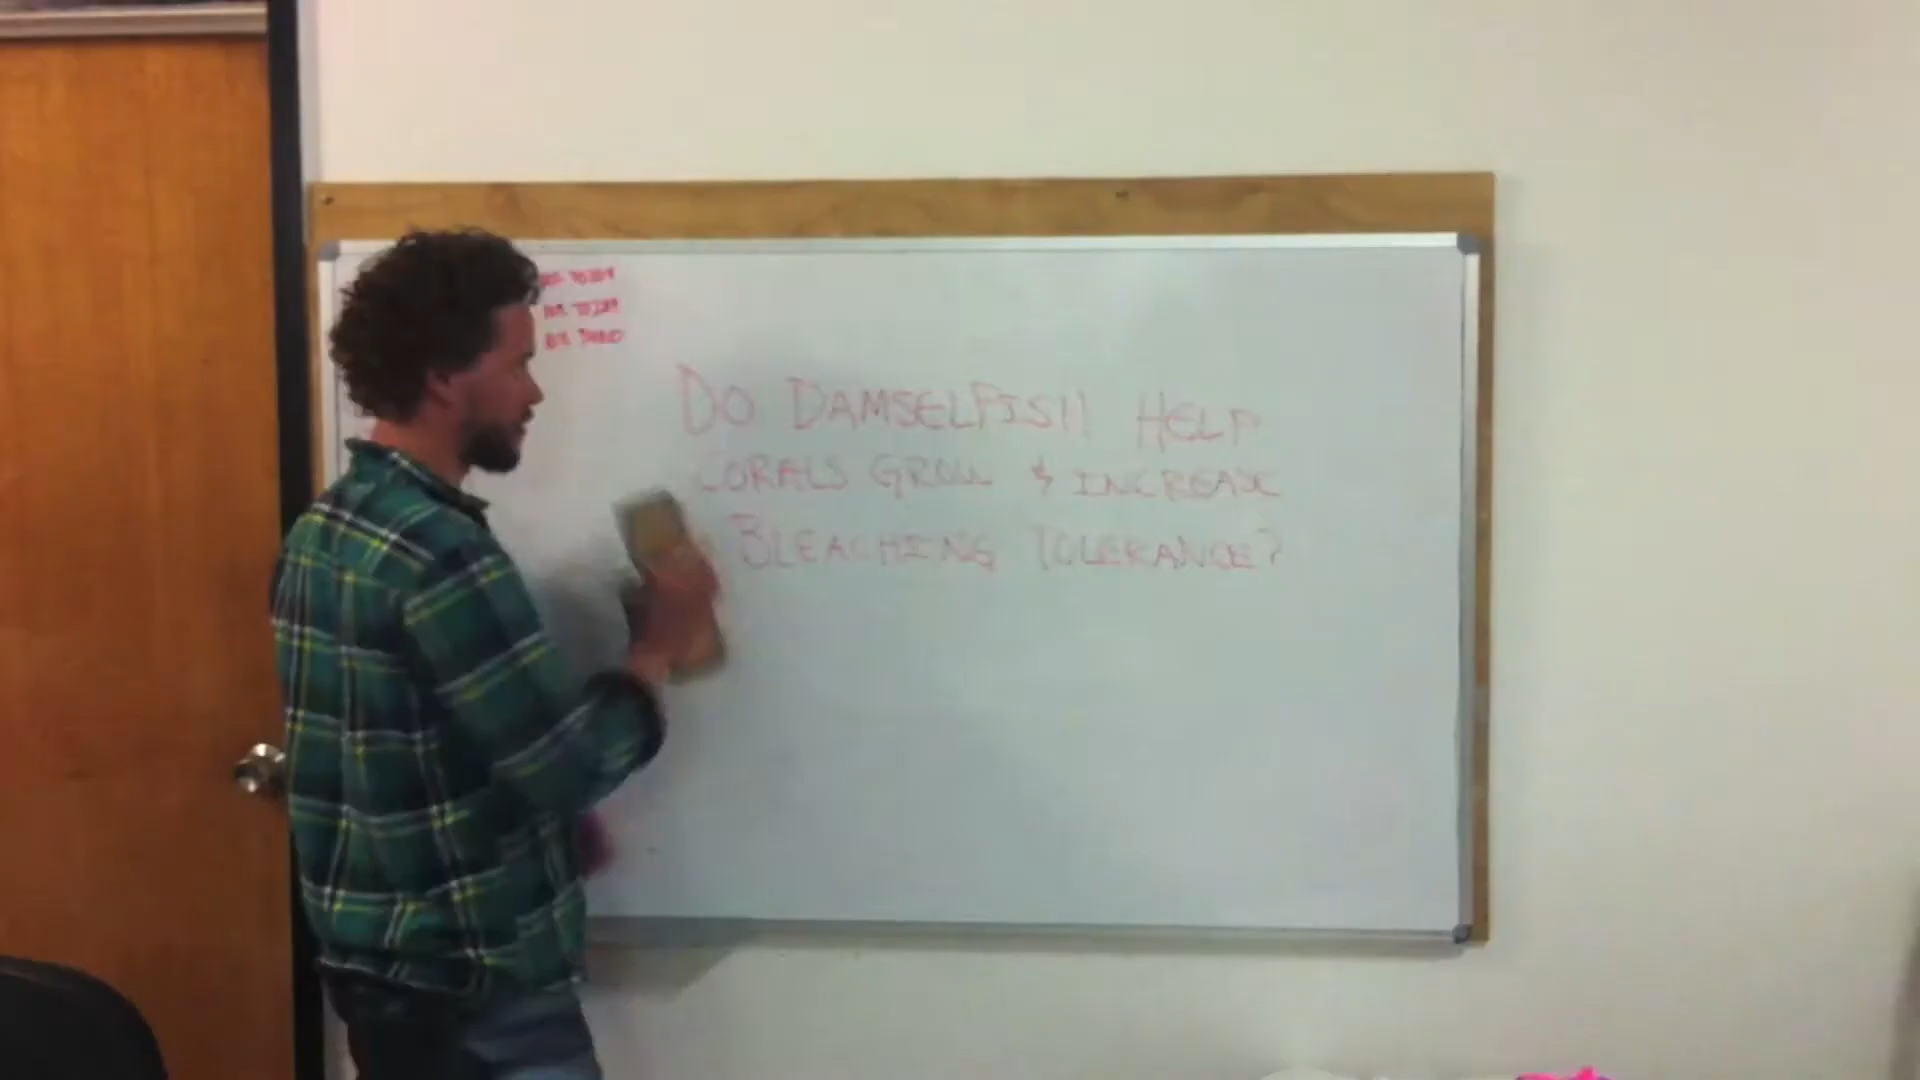 DO DAMSELFISH HELP
CORALS GROW & INCREASE
BLEACHING TOLERANCE?